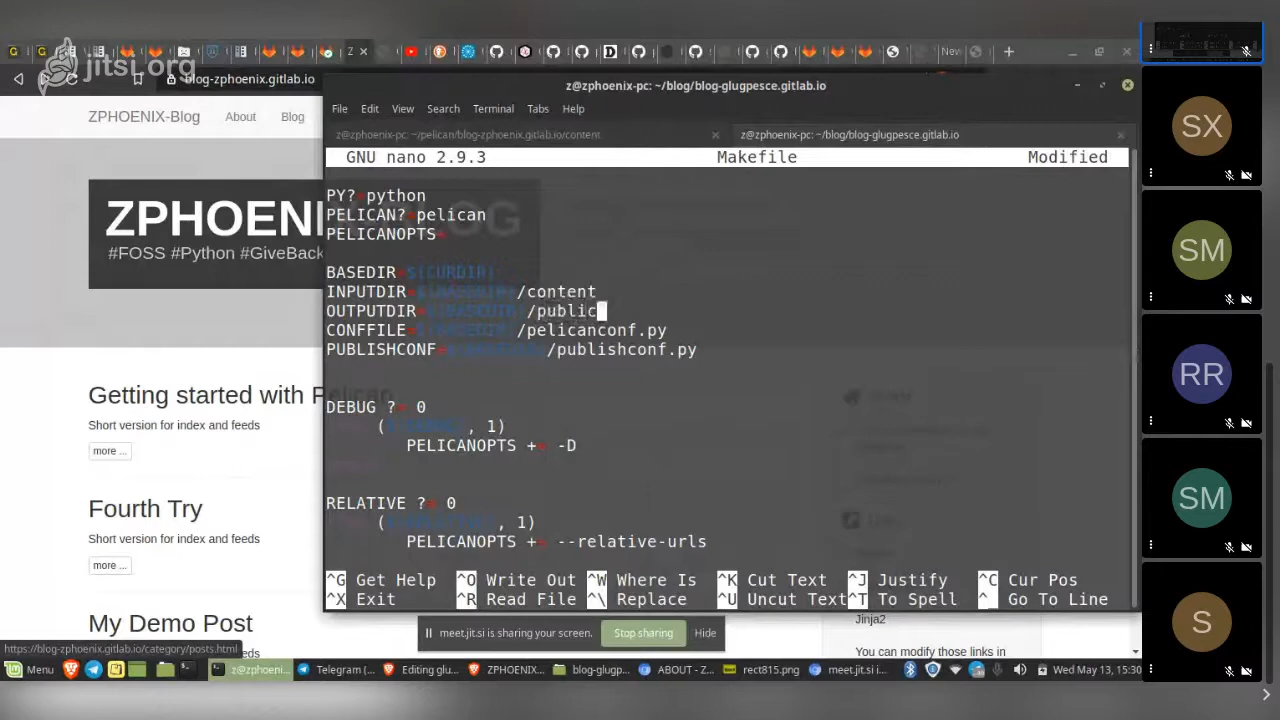 jitsi.org
blog-zphoenix.gitlab.io
ZPHOENIX-Blog About Blog
#FOSS #Python #GiveBack
Getting started with Pelican
Short version for index and feeds
more ...
Fourth Try
Short version for index and feeds
more ...
My Demo Post
https://blog-zphoenix.gitlab.io/category/posts.html
z@zphoenix-pc: ~/blog/blog-glugpesce.gitlab.io
File Edit View Search Terminal Tabs Help
z@zphoenix-pc: ~/pelican/blog-zphoenix.gitlab.io/content
z@zphoenix-pc: ~/blog/blog-glugpesce.gitlab.io
GNU nano 2.9.3 Makefile Modified
PY?=python
PELICAN?=pelican
PELICANOPTS=
BASEDIR=$(CURDIR)
INPUTDIR=$(BASEDIR)/content
OUTPUTDIR=$(BASEDIR)/public
CONFFILE=$(BASEDIR)/pelicanconf.py
PUBLISHCONF=$(BASEDIR)/publishconf.py
DEBUG ?= 0
($(DEBUG), 1)
PELICANOPTS += -D
RELATIVE ?= 0
($(RELATIVE), 1)
PELICANOPTS += --relative-urls
^G Get Help ^O Write Out ^W Where Is ^K Cut Text ^J Justify ^C Cur Pos
^X Exit ^R Read File ^\ Replace ^U Uncut Text ^T To Spell ^_ Go To Line
meet.jit.si is sharing your screen. Stop sharing Hide
Jinja2
You can modify those links in
Menu z@zphoeni... Telegram (... Editing glu... ZPHOENIX... blog-glugp... ABOUT - Z... rect815.png meet.jit.si i... Wed May 13, 15:30
SX
SM
RR
SM
S